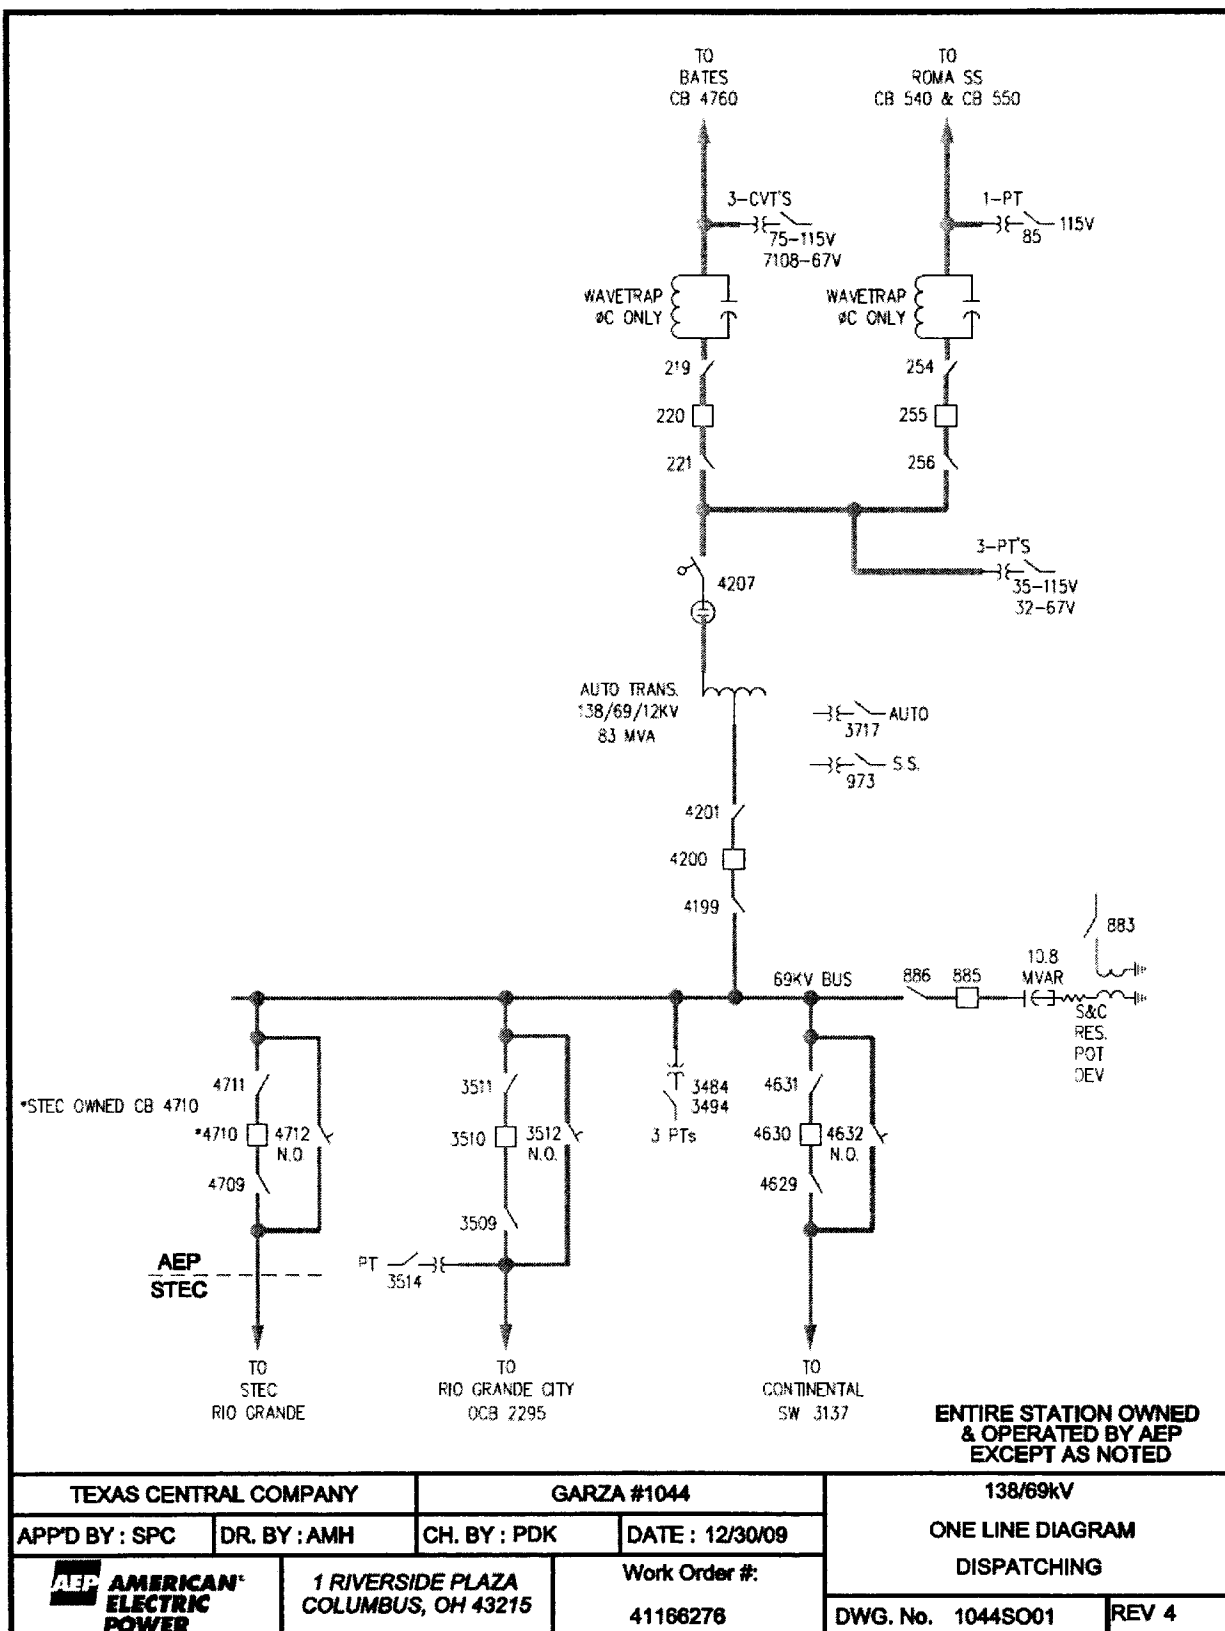 TO
BATES
CB 4760
TO
ROMA SS
CB 540 & CB 550
3-CVT'S
75-115V
7108-67V
1-PT
85
115V
WAVETRAP
ØC ONLY
WAVETRAP
ØC ONLY
219
254
220
255
221
256
3-PT'S
35-115V
32-67V
4207
AUTO TRANS.
138/69/12KV
83 MVA
AUTO
3717
S.S.
973
4201
4200
4199
883
69KV BUS
886
885
10.8
MVAR
S&C
RES.
POT
DEV
4711
3511
3484
3494
4631
*STEC OWNED CB 4710
*4710
4712
N.O
3510
3512
N.O.
3 PTs
4630
4632
N.O.
4709
3509
4629
AEP
STEC
PT
3514
TO
STEC
RIO GRANDE
TO
RIO GRANDE CITY
OCB 2295
TO
CONTINENTAL
SW 3137
ENTIRE STATION OWNED
& OPERATED BY AEP
EXCEPT AS NOTED
TEXAS CENTRAL COMPANY
GARZA #1044
138/69kV
ONE LINE DIAGRAM
DISPATCHING
APP'D BY : SPC
DR. BY : AMH
CH. BY : PDK
DATE : 12/30/09
AEP
AMERICAN
ELECTRIC
POWER
1 RIVERSIDE PLAZA
COLUMBUS, OH 43215
Work Order #:
41166276
DWG. No. 1044SO01
REV 4